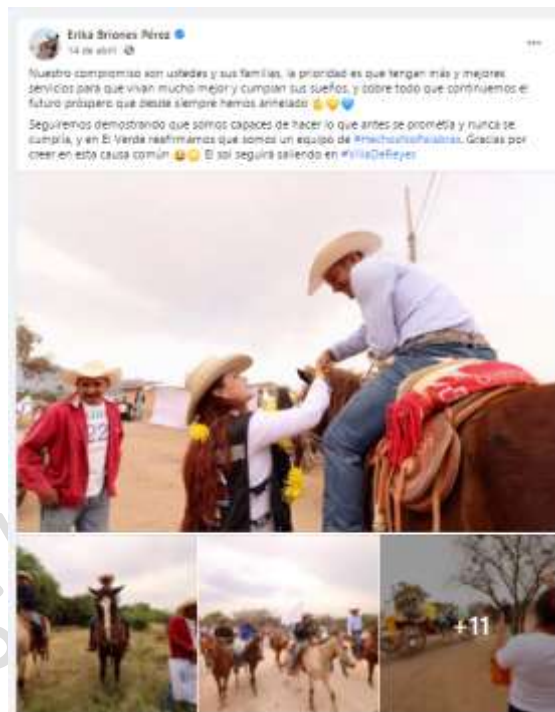 Erika Briones Pérez
14 de abril
Nuestro compromiso son ustedes y sus familias, la prioridad es que tengan más y mejores
servicios para que vivan mucho mejor y cumplan sus sueños, y sobre todo que continuemos el
futuro próspero que desde siempre hemos anhelado
Seguiremos demostrando que somos capaces de hacer lo que antes se prometía y nunca se
cumplía, y en El Verde reafirmamos que somos un equipo de #HechosNoPalabras. Gracias por
creer en esta causa común El sol seguirá saliendo en #VillaDeReyes
22
+11